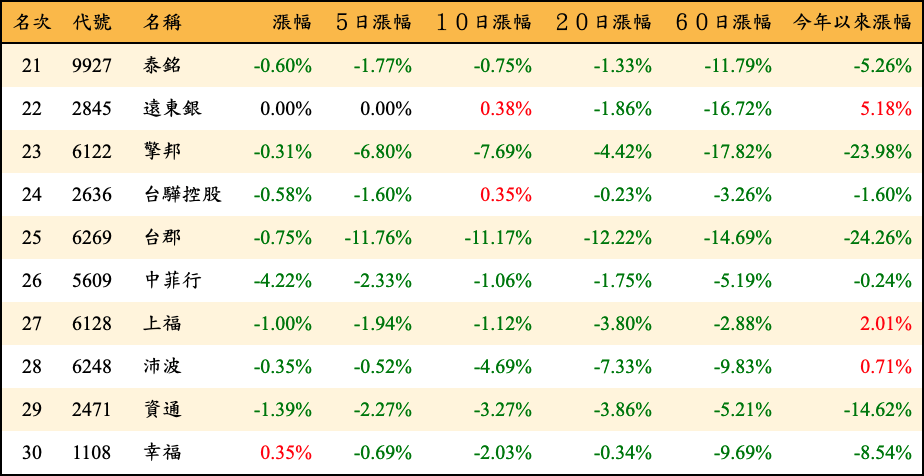 名次 代號 名稱 漲幅 5日漲幅 10日漲幅 20日漲幅 60日漲幅 今年以來漲幅
21 9927 泰銘 -0.60% -1.77% -0.75% -1.33% -11.79% -5.26%
22 2845 遠東銀 0.00% 0.00% 0.38% -1.86% -16.72% 5.18%
23 6122 擎邦 -0.31% -6.80% -7.69% -4.42% -17.82% -23.98%
24 2636 台驊控股 -0.58% -1.60% 0.35% -0.23% -3.26% -1.60%
25 6269 台郡 -0.75% -11.76% -11.17% -12.22% -14.69% -24.26%
26 5609 中菲行 -4.22% -2.33% -1.06% -1.75% -5.19% -0.24%
27 6128 上福 -1.00% -1.94% -1.12% -3.80% -2.88% 2.01%
28 6248 沛波 -0.35% -0.52% -4.69% -7.33% -9.83% 0.71%
29 2471 資通 -1.39% -2.27% -3.27% -3.86% -5.21% -14.62%
30 1108 幸福 0.35% -0.69% -2.03% -0.34% -9.69% -8.54%